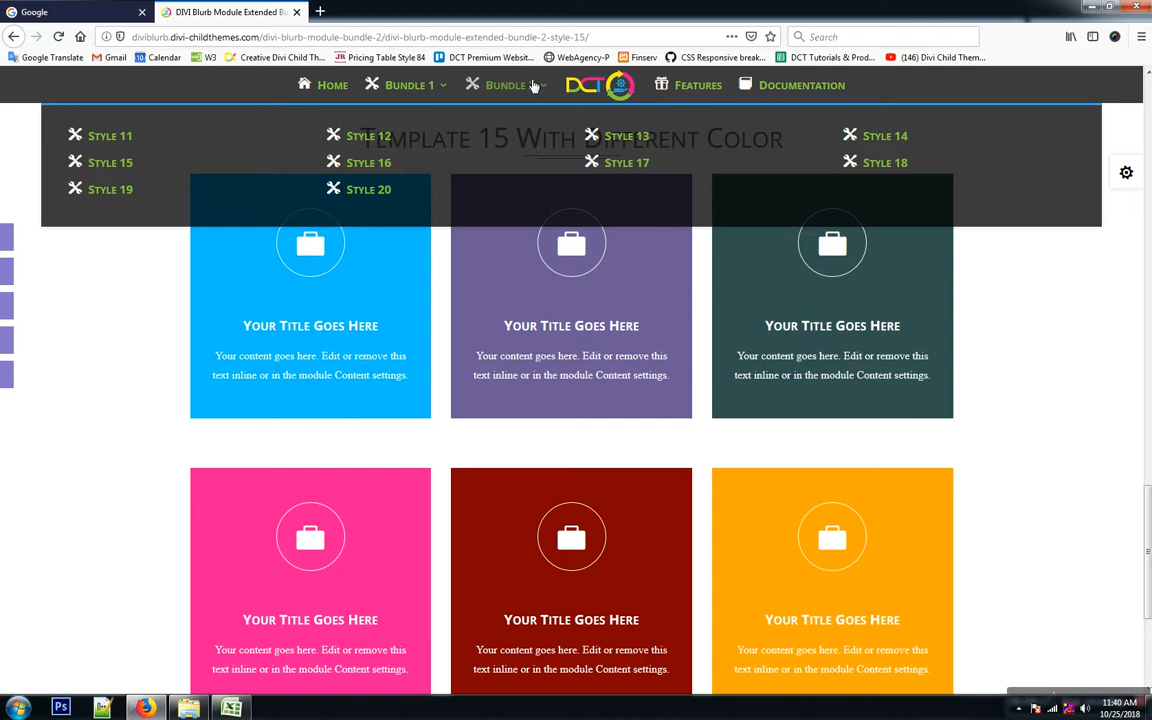 Google
DIVI Blurb Module Extended Bu
diviblurb.divi-childthemes.com/divi-blurb-module-bundle-2/divi-blurb-module-extended-bundle-2-style-15/
Search
Google Translate
Gmail
Calendar
W3
Creative Divi Child Th...
Pricing Table Style 84
DCT Premium Websit...
WebAgency-P
Finserv
CSS Responsive break...
DCT Tutorials & Prod...
(146) Divi Child Them...
HOME
BUNDLE 1
BUNDLE
DCT
FEATURES
DOCUMENTATION
TEMPLATE 15 WITH DIFFERENT COLOR
STYLE 11
STYLE 12
STYLE 13
STYLE 14
STYLE 15
STYLE 16
STYLE 17
STYLE 18
STYLE 19
STYLE 20
YOUR TITLE GOES HERE
Your content goes here. Edit or remove this
text inline or in the module Content settings.
YOUR TITLE GOES HERE
Your content goes here. Edit or remove this
text inline or in the module Content settings.
YOUR TITLE GOES HERE
Your content goes here. Edit or remove this
text inline or in the module Content settings.
YOUR TITLE GOES HERE
Your content goes here. Edit or remove this
text inline or in the module Content settings.
YOUR TITLE GOES HERE
Your content goes here. Edit or remove this
text inline or in the module Content settings.
YOUR TITLE GOES HERE
Your content goes here. Edit or remove this
text inline or in the module Content settings.
Ps
11:40 AM
10/25/2018